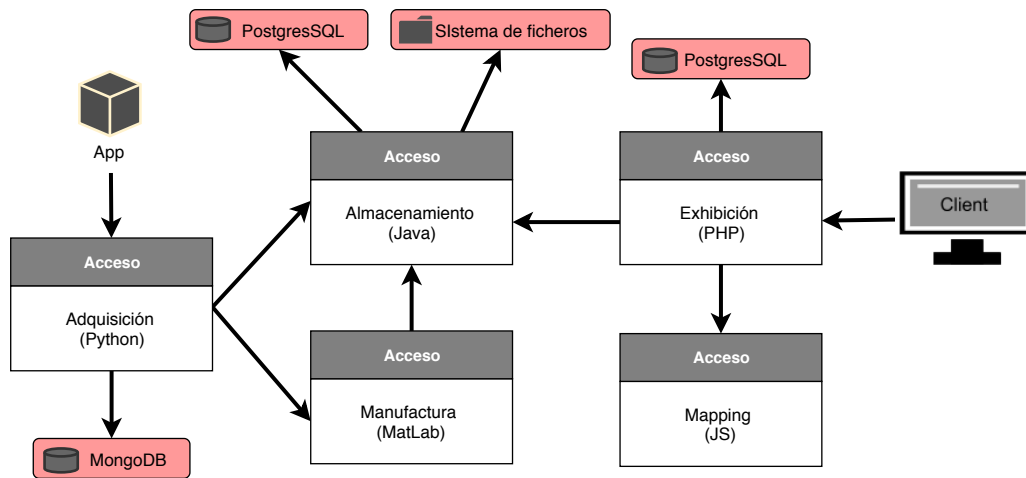 PostgresSQL
SIstema de ficheros
PostgresSQL
App
Acceso
Almacenamiento
(Java)
Acceso
Exhibición
(PHP)
Client
Acceso
Adquisición
(Python)
Acceso
Manufactura
(MatLab)
Acceso
Mapping
(JS)
MongoDB